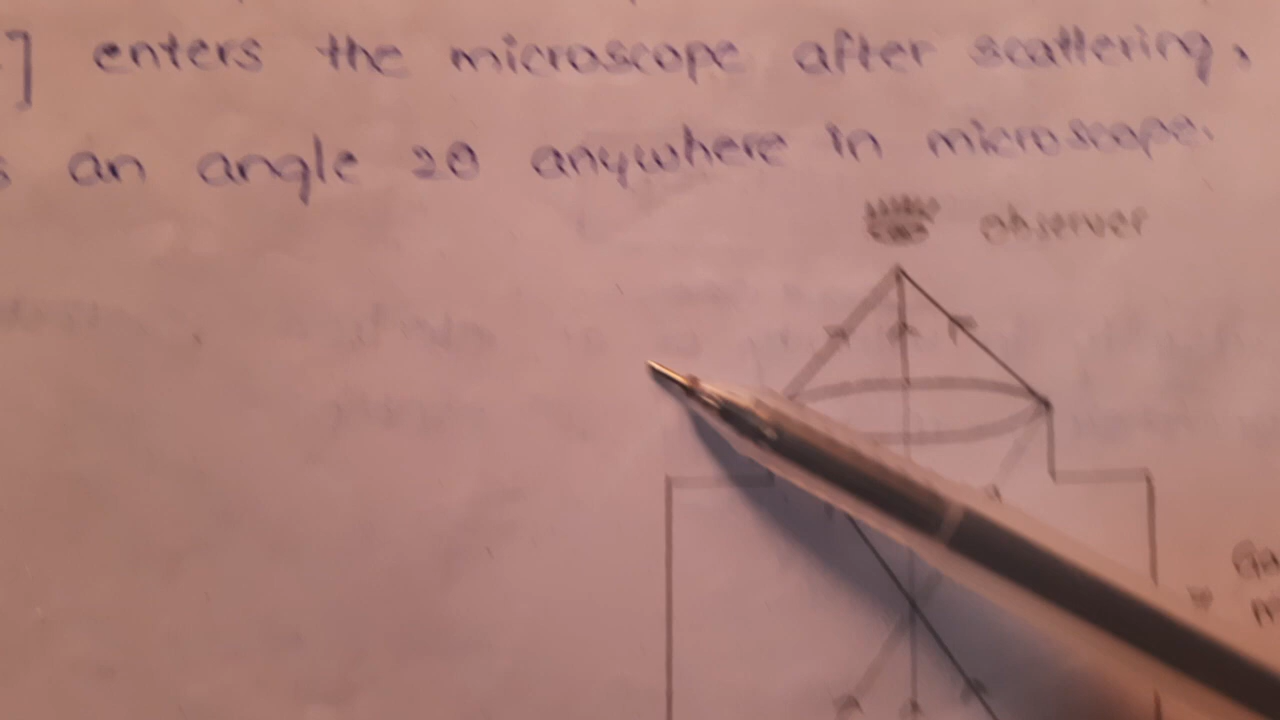 ] enters the microscope after scattering,
s an angle 2θ anywhere in microscope.
observer